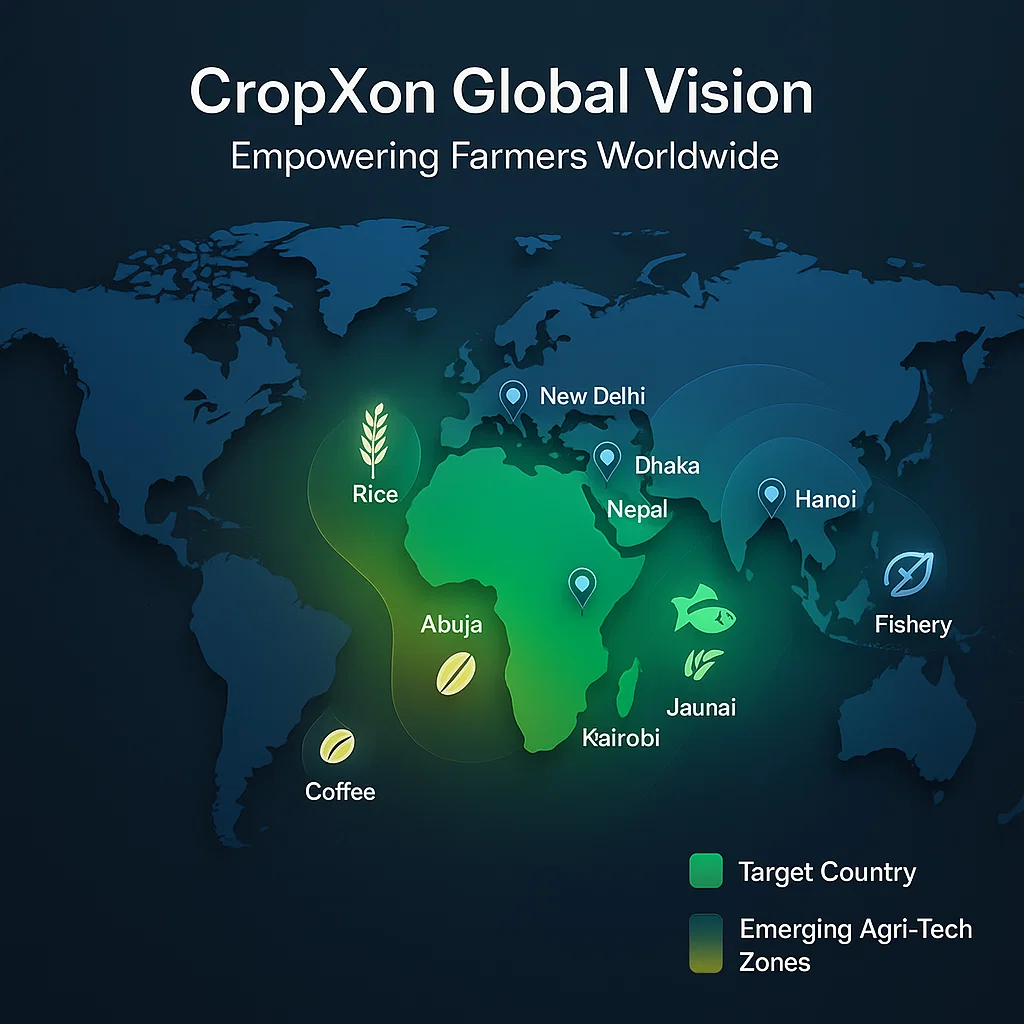 CropXon Global Vision
Empowering Farmers Worldwide
New Delhi
Dhaka
Rice
Hanoi
Nepal
Abuja
Fishery
Jaunai
Kairobi
Coffee
Target Country
Emerging Agri-Tech
Zones